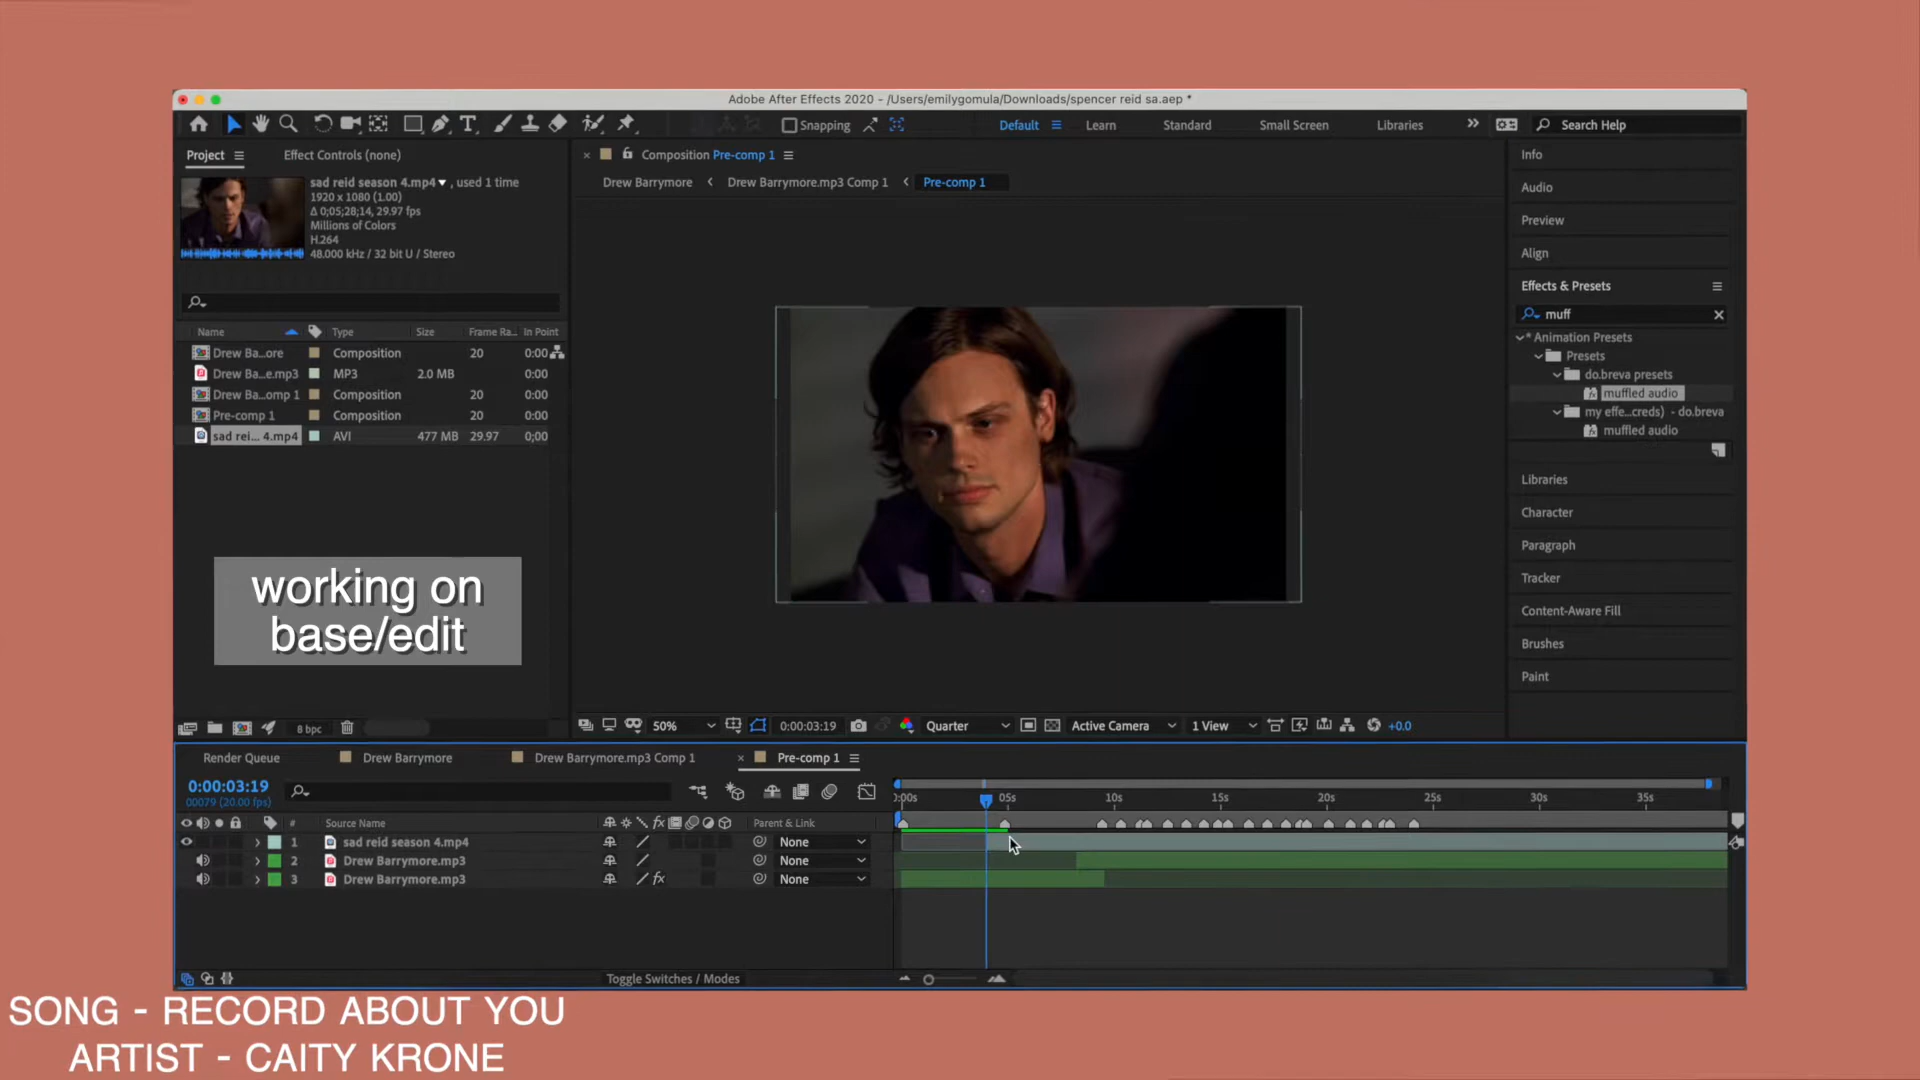 Adobe After Effects 2020 - /Users/emilygomula/Downloads/spencer reid sa.aep *
Snapping
Default
Learn
Standard
Small Screen
Libraries
Search Help
Project
Effect Controls (none)
Composition Pre-comp 1
Info
sad reid season 4.mp4 , used 1 time
1920 x 1080 (1.00)
Δ 0;05;28;14, 29.97 fps
Millions of Colors
H.264
48.000 kHz / 32 bit U / Stereo
Drew Barrymore
Drew Barrymore.mp3 Comp 1
Pre-comp 1
Audio
Preview
Align
Effects & Presets
muff
* Animation Presets
Presets
do.breva presets
muffled audio
my effe...creds) - do.breva
muffled audio
Name Type Size Frame Ra... In Point
Drew Ba...ore Composition 20 0:00
Drew Ba...e.mp3 MP3 2.0 MB 0:00
Drew Ba...omp 1 Composition 20 0:00
Pre-comp 1 Composition 20 0:00
sad rei... 4.mp4 AVI 477 MB 29.97 0;00
Libraries
Character
Paragraph
Tracker
Content-Aware Fill
Brushes
Paint
working on
base/edit
8 bpc
50%
0:00:03:19
Quarter
Active Camera
1 View
+0.0
Render Queue
Drew Barrymore
Drew Barrymore.mp3 Comp 1
Pre-comp 1
0:00:03:19
00079 (20.00 fps)
0:00s 05s 10s 15s 20s 25s 30s 35s
# Source Name
fx
Parent & Link
1 sad reid season 4.mp4 None
2 Drew Barrymore.mp3 None
3 Drew Barrymore.mp3 fx None
Toggle Switches / Modes
SONG - RECORD ABOUT YOU
ARTIST - CAITY KRONE